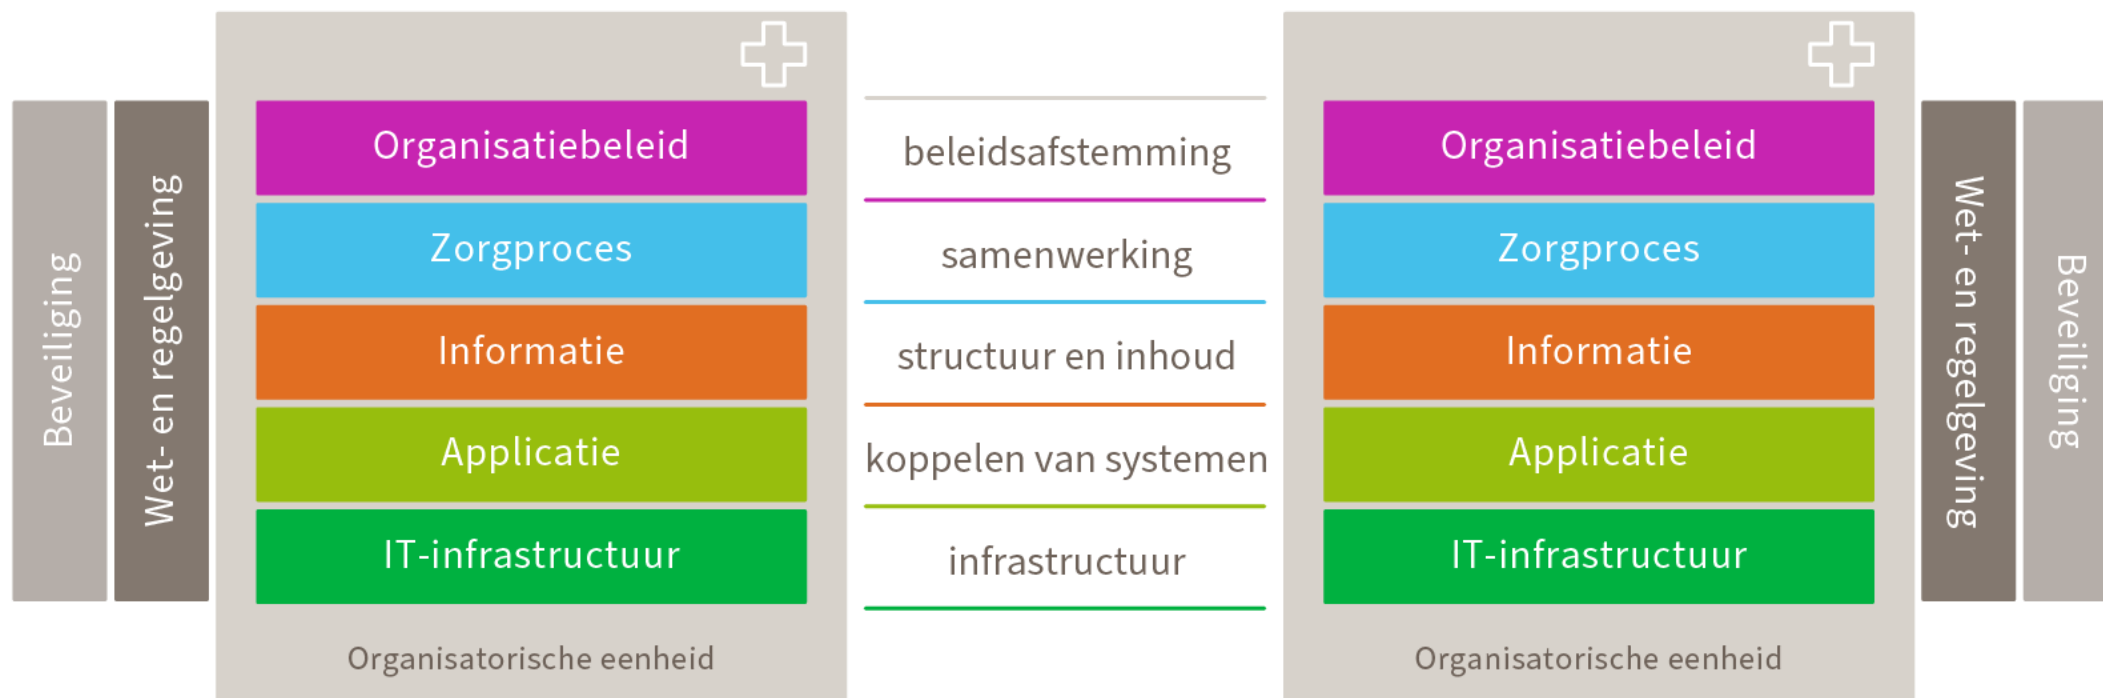 Beveiliging
Wet- en regelgeving
Organisatiebeleid
Zorgproces
Informatie
Applicatie
IT-infrastructuur
Organisatorische eenheid
beleidsafstemming
samenwerking
structuur en inhoud
koppelen van systemen
infrastructuur
Organisatiebeleid
Zorgproces
Informatie
Applicatie
IT-infrastructuur
Organisatorische eenheid
Wet- en regelgeving
Beveiliging